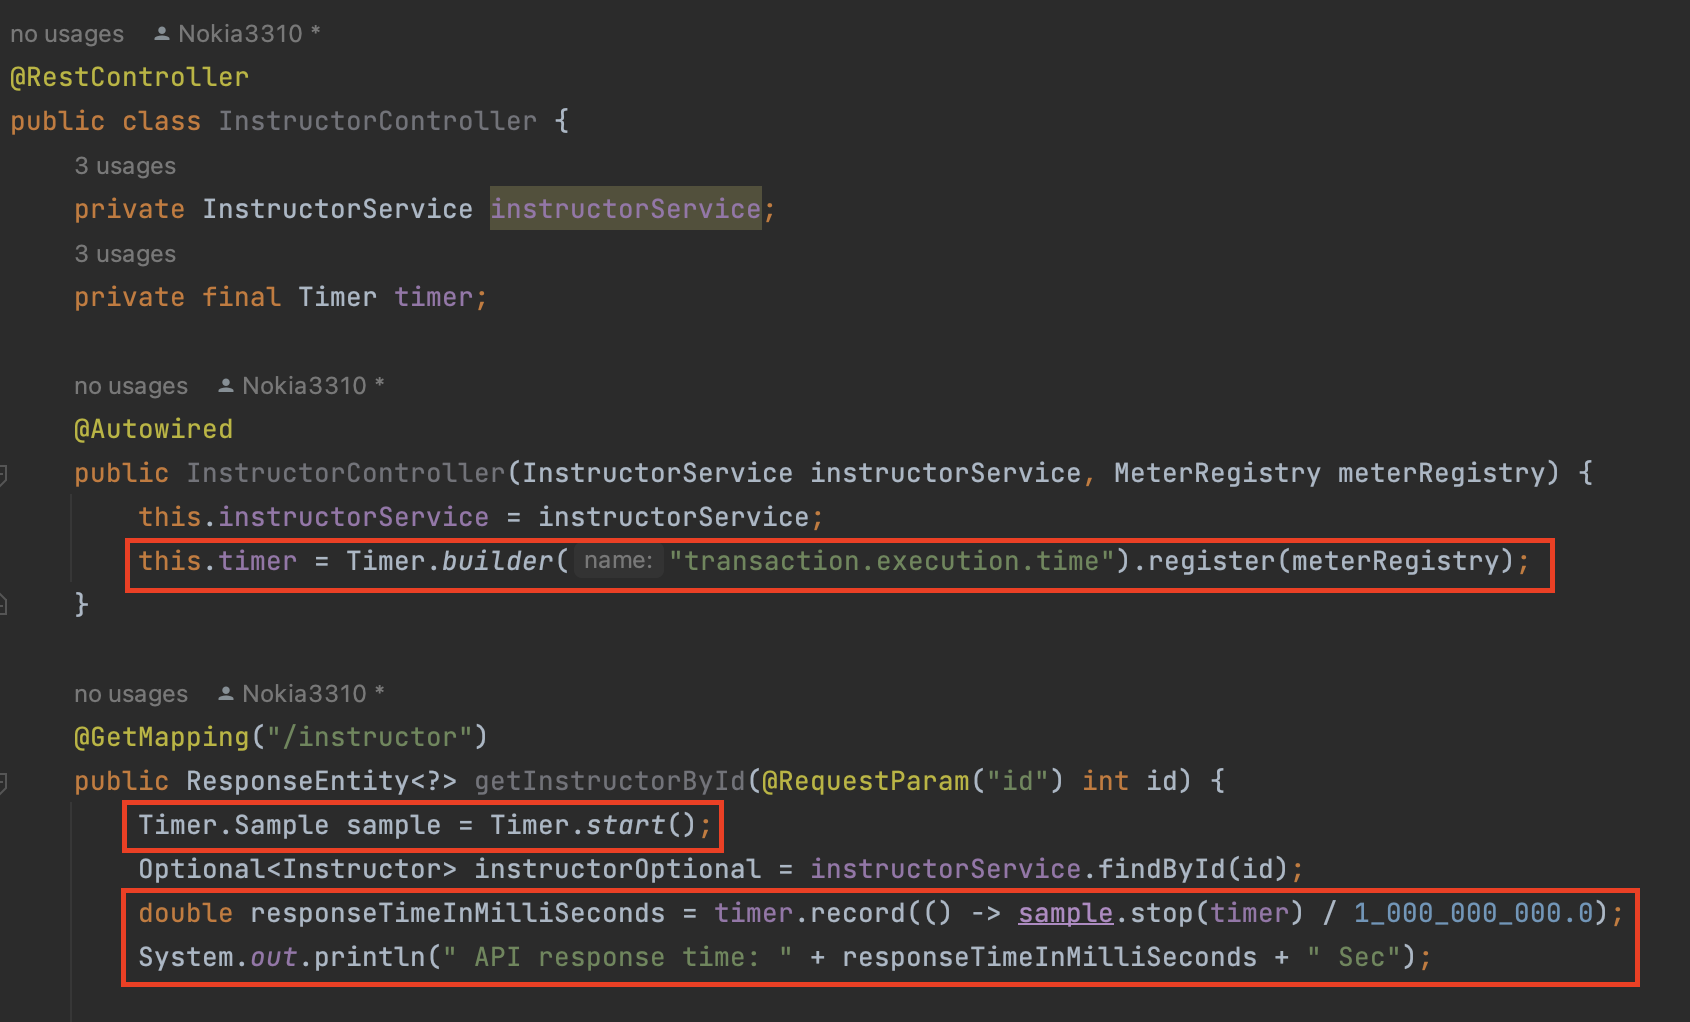 no usages Nokia3310 *
@RestController
public class InstructorController {
3 usages
private InstructorService instructorService;
3 usages
private final Timer timer;
no usages Nokia3310 *
@Autowired
public InstructorController(InstructorService instructorService, MeterRegistry meterRegistry) {
this.instructorService = instructorService;
this.timer = Timer.builder( name: "transaction.execution.time").register(meterRegistry);
}
no usages Nokia3310 *
@GetMapping("/instructor")
public ResponseEntity<?> getInstructorById(@RequestParam("id") int id) {
Timer.Sample sample = Timer.start();
Optional<Instructor> instructorOptional = instructorService.findById(id);
double responseTimeInMilliSeconds = timer.record(() -> sample.stop(timer) / 1_000_000_000.0);
System.out.println(" API response time: " + responseTimeInMilliSeconds + " Sec");